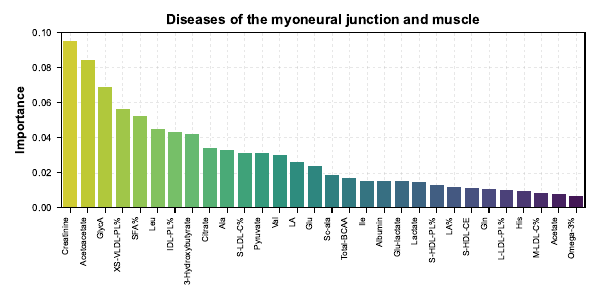 Diseases of the myoneural junction and muscle
Importance
0.10
0.08
0.06
0.04
0.02
0.00
Creatinine
Acetoacetate
GlycA
XS-VLDL-PL%
SFA%
Leu
IDL-PL%
3-Hydroxybutyrate
Citrate
Ala
S-LDL-C%
Pyruvate
Val
LA
Glu
Sc-ala
Total-BCAA
Ile
Albumin
Glu-lactate
Lactate
S-HDL-PL%
LA%
S-HDL-CE
Gln
L-LDL-PL%
His
M-LDL-C%
Acetate
Omega-3%